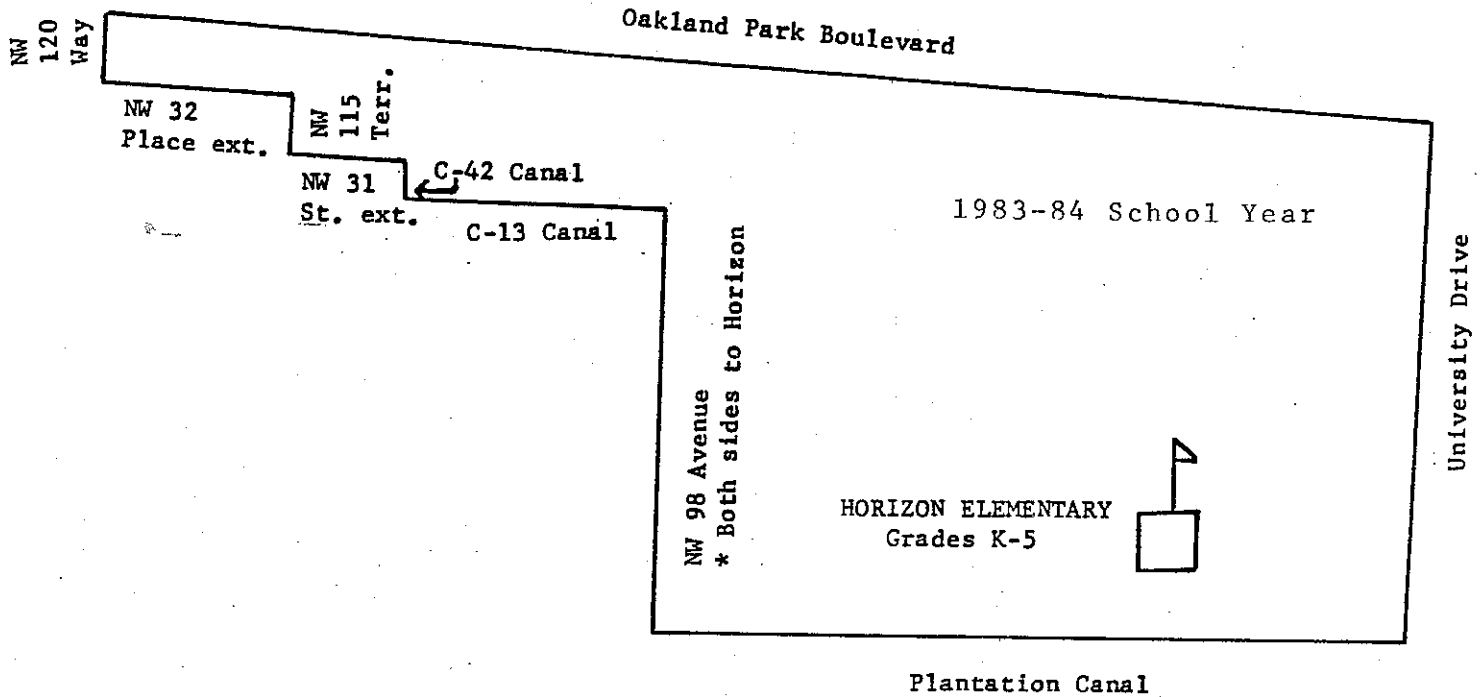 Oakland Park Boulevard
NW
120
Way
NW 32
Place ext.
NW
115
Terr.
NW 31
St. ext.
C-42 Canal
C-13 Canal
1983-84 School Year
University Drive
NW 98 Avenue
* Both sides to Horizon
HORIZON ELEMENTARY
Grades K-5
Plantation Canal